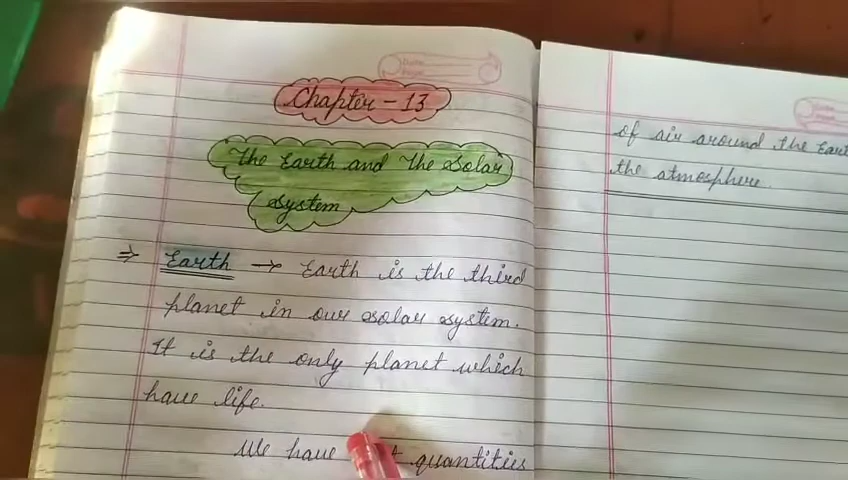 Chapter - 13
The Earth and The Solar
System
⇒ Earth → Earth is the third
planet in our solar system.
It is the only planet which
have life.
We have quantities
of air around the Eart
the atmosphere.